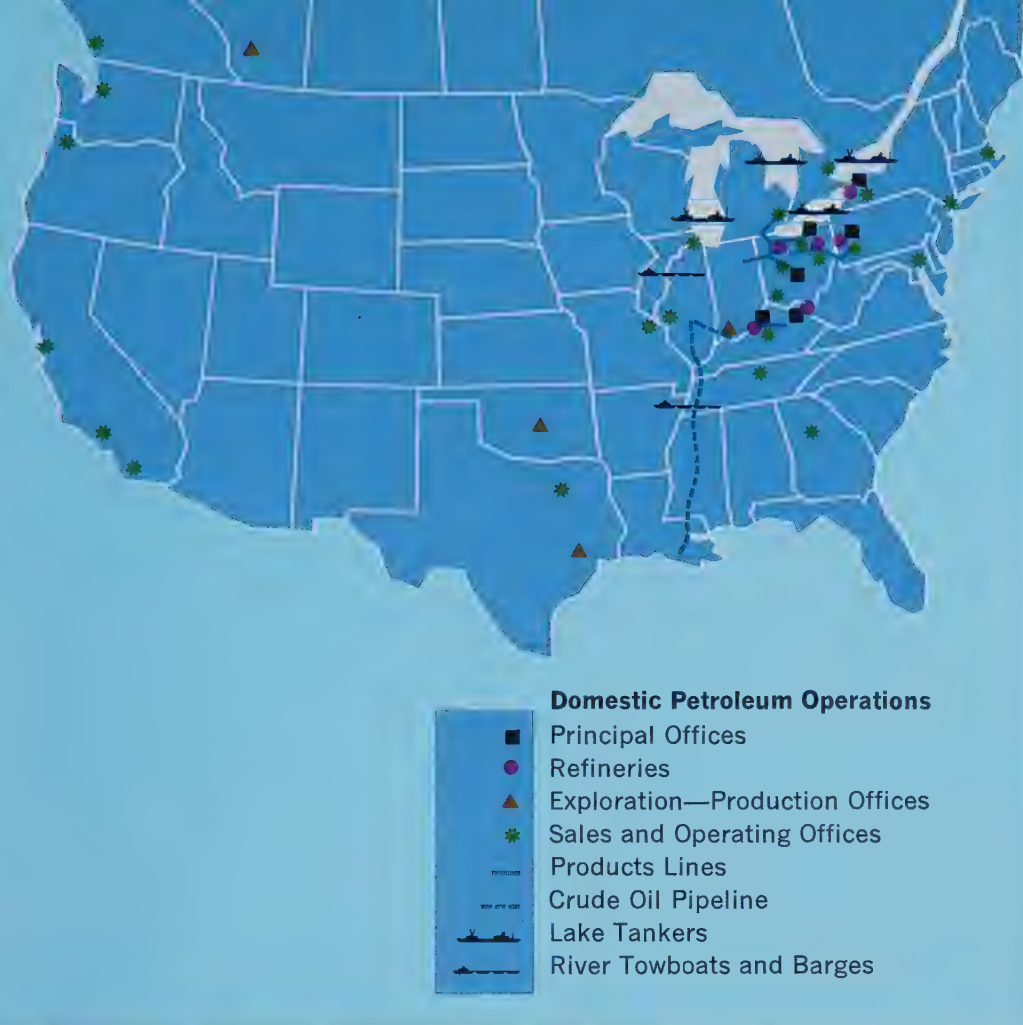 Domestic Petroleum Operations
Principal Offices
Refineries
Exploration—Production Offices
Sales and Operating Offices
Products Lines
Crude Oil Pipeline
Lake Tankers
River Towboats and Barges